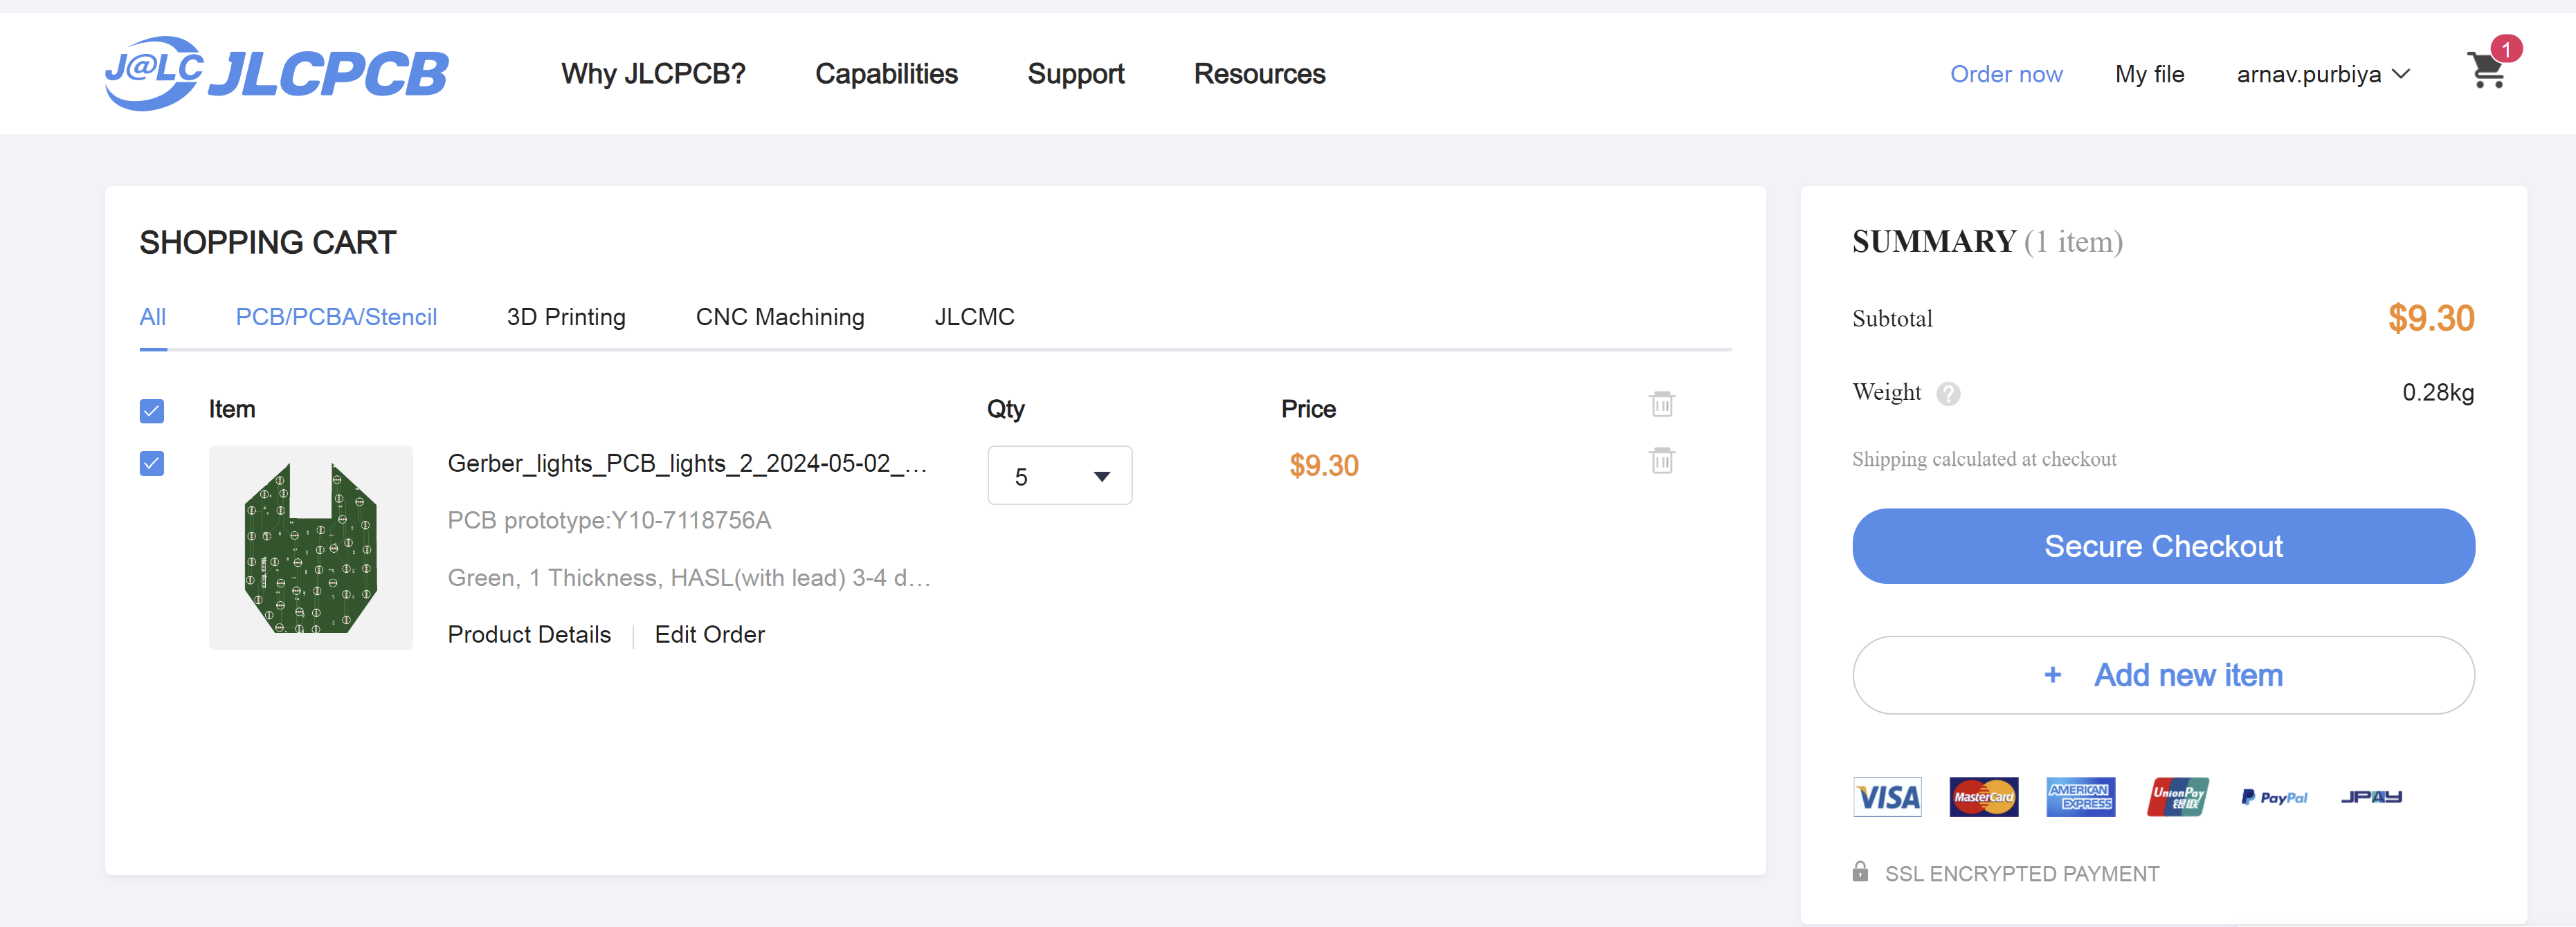 J@LC JLCPCB
Why JLCPCB?
Capabilities
Support
Resources
Order now
My file
arnav.purbiya
1
SHOPPING CART
All
PCB/PCBA/Stencil
3D Printing
CNC Machining
JLCMC
Item
Qty
Price
Gerber_lights_PCB_lights_2_2024-05-02_...
5
$9.30
PCB prototype:Y10-7118756A
Green, 1 Thickness, HASL(with lead) 3-4 d...
Product Details
Edit Order
SUMMARY (1 item)
Subtotal
$9.30
Weight ?
0.28kg
Shipping calculated at checkout
Secure Checkout
+ Add new item
VISA
MasterCard
AMERICAN EXPRESS
UnionPay 银联
PayPal
JPAY
SSL ENCRYPTED PAYMENT